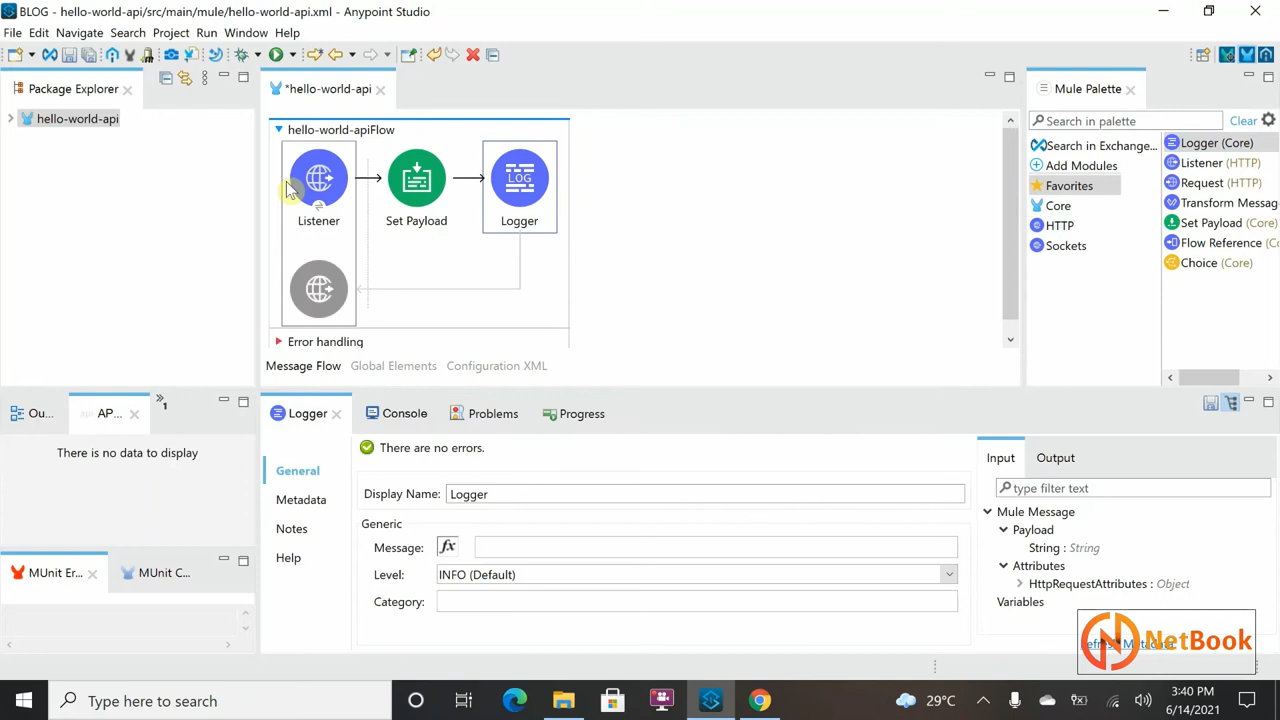 BLOG - hello-world-api/src/main/mule/hello-world-api.xml - Anypoint Studio
File Edit Navigate Search Project Run Window Help
Package Explorer
*hello-world-api
Mule Palette
hello-world-api
hello-world-apiFlow
Listener
Set Payload
LOG
Logger
Error handling
Message Flow Global Elements Configuration XML
Search in palette
Clear
Search in Exchange...
Add Modules
Favorites
Core
HTTP
Sockets
Logger (Core)
Listener (HTTP)
Request (HTTP)
Transform Messag
Set Payload (Core)
Flow Reference (Co
Choice (Core)
Ou...
AP...
1
There is no data to display
MUnit Er...
MUnit C...
Logger
Console
Problems
Progress
There are no errors.
General
Metadata
Notes
Help
Display Name: Logger
Generic
Message: fx
Level: INFO (Default)
Category:
Input
Output
type filter text
Mule Message
Payload
String : String
Attributes
HttpRequestAttributes : Object
Variables
NetBook
Type here to search
29°C
3:40 PM
6/14/2021